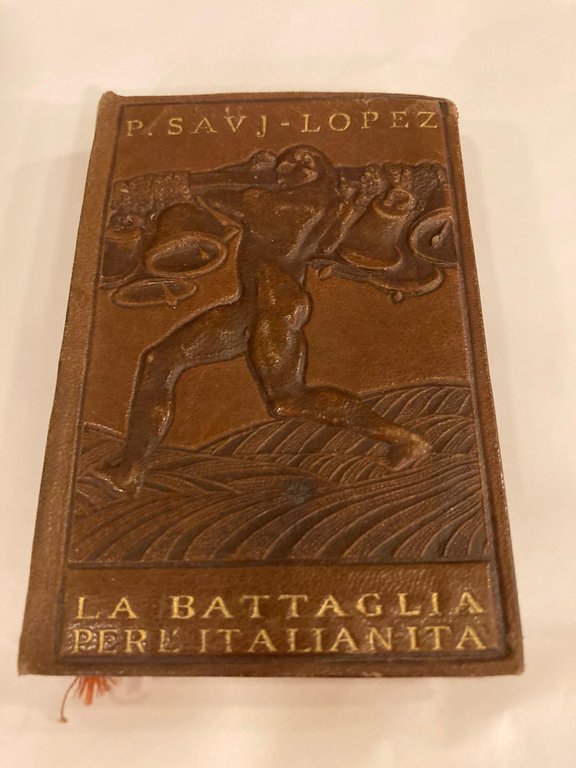 P. SAVJ-LOPEZ
LA BATTAGLIA
PER L'ITALIANITA